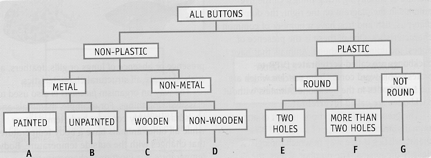 ALL BUTTONS
NON-PLASTIC PLASTIC
METAL NON-METAL ROUND NOT
ROUND
PAINTED UNPAINTED WOODEN NON-WOODEN TWO
HOLES MORE THAN
TWO HOLES
A B C D E F G